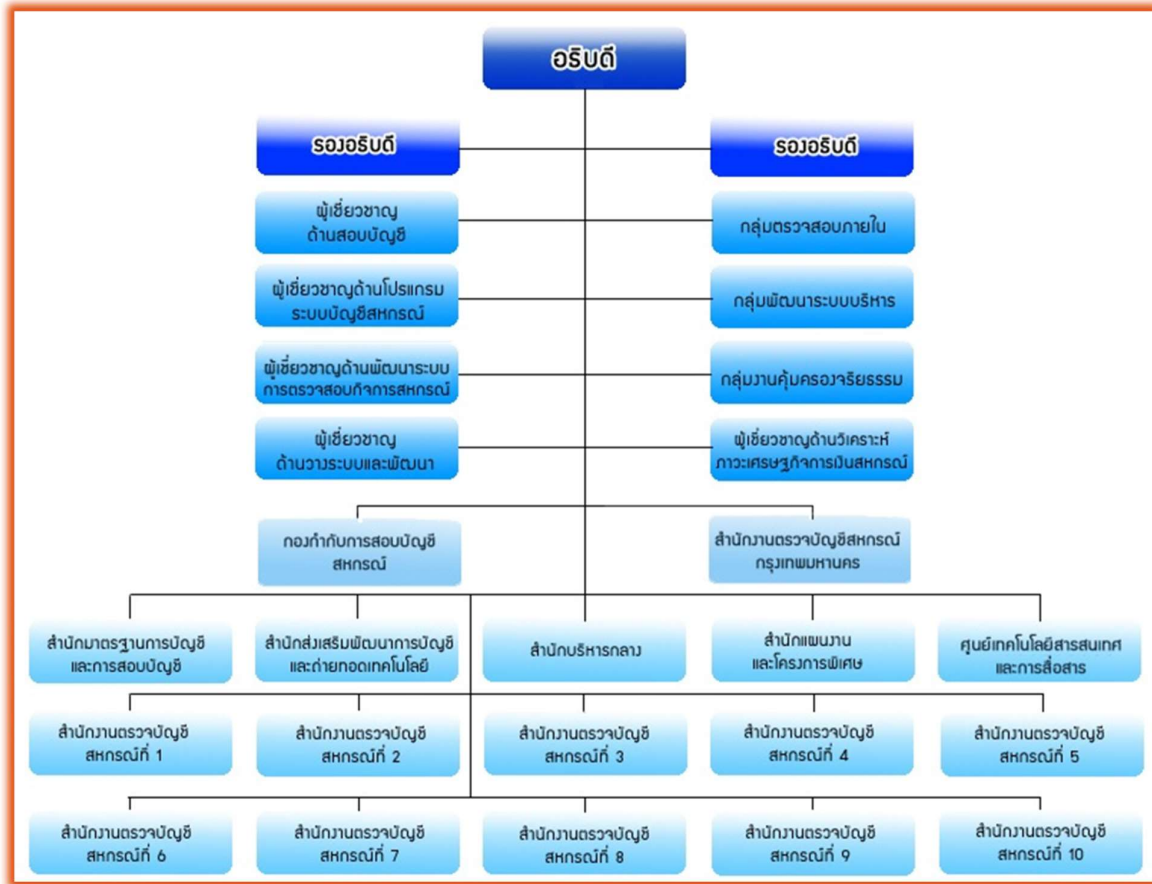 อธิบดี
รองอธิบดี
รองอธิบดี
ผู้เชี่ยวชาญ
ด้านสอบบัญชี
กลุ่มตรวจสอบภายใน
ผู้เชี่ยวชาญด้านโปรแกรม
ระบบบัญชีสหกรณ์
กลุ่มพัฒนาระบบบริหาร
ผู้เชี่ยวชาญด้านพัฒนาระบบ
การตรวจสอบกิจการสหกรณ์
กลุ่มงานคุ้มครองจริยธรรม
ผู้เชี่ยวชาญ
ด้านวางระบบและพัฒนา
ผู้เชี่ยวชาญด้านวิเคราะห์
ภาวะเศรษฐกิจการเงินสหกรณ์
กองกำกับการสอบบัญชี
สหกรณ์
สำนักงานตรวจบัญชีสหกรณ์
กรุงเทพมหานคร
สำนักมาตรฐานการบัญชี
และการสอบบัญชี
สำนักส่งเสริมพัฒนาการบัญชี
และถ่ายทอดเทคโนโลยี
สำนักบริหารกลาง
สำนักแผนงาน
และโครงการพิเศษ
ศูนย์เทคโนโลยีสารสนเทศ
และการสื่อสาร
สำนักงานตรวจบัญชี
สหกรณ์ที่ 1
สำนักงานตรวจบัญชี
สหกรณ์ที่ 2
สำนักงานตรวจบัญชี
สหกรณ์ที่ 3
สำนักงานตรวจบัญชี
สหกรณ์ที่ 4
สำนักงานตรวจบัญชี
สหกรณ์ที่ 5
สำนักงานตรวจบัญชี
สหกรณ์ที่ 6
สำนักงานตรวจบัญชี
สหกรณ์ที่ 7
สำนักงานตรวจบัญชี
สหกรณ์ที่ 8
สำนักงานตรวจบัญชี
สหกรณ์ที่ 9
สำนักงานตรวจบัญชี
สหกรณ์ที่ 10